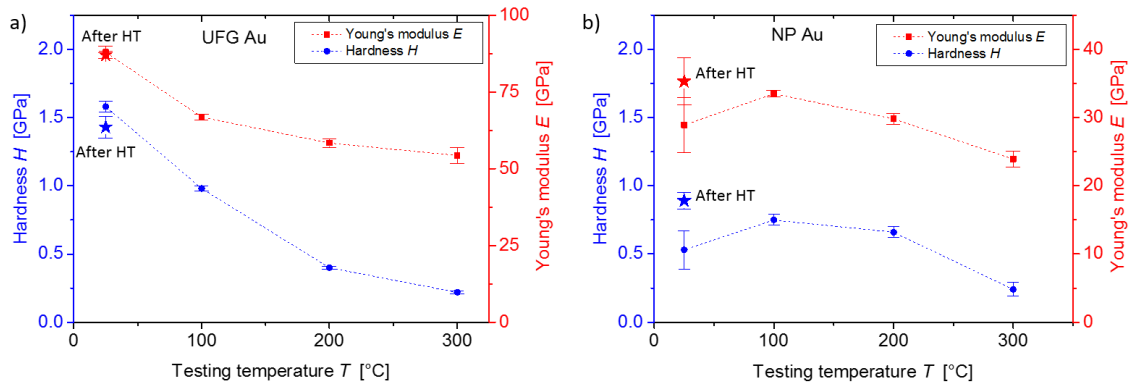 a)
UFG Au
Young's modulus E
Hardness H
After HT
After HT
2.0
1.5
1.0
0.5
0.0
Hardness H [GPa]
100
75
50
25
0
Young's modulus E [GPa]
0
100
200
300
Testing temperature T [°C]
b)
NP Au
Young's modulus E
Hardness H
After HT
After HT
2.0
1.5
1.0
0.5
0.0
Hardness H [GPa]
40
30
20
10
0
Young's modulus E [GPa]
0
100
200
300
Testing temperature T [°C]